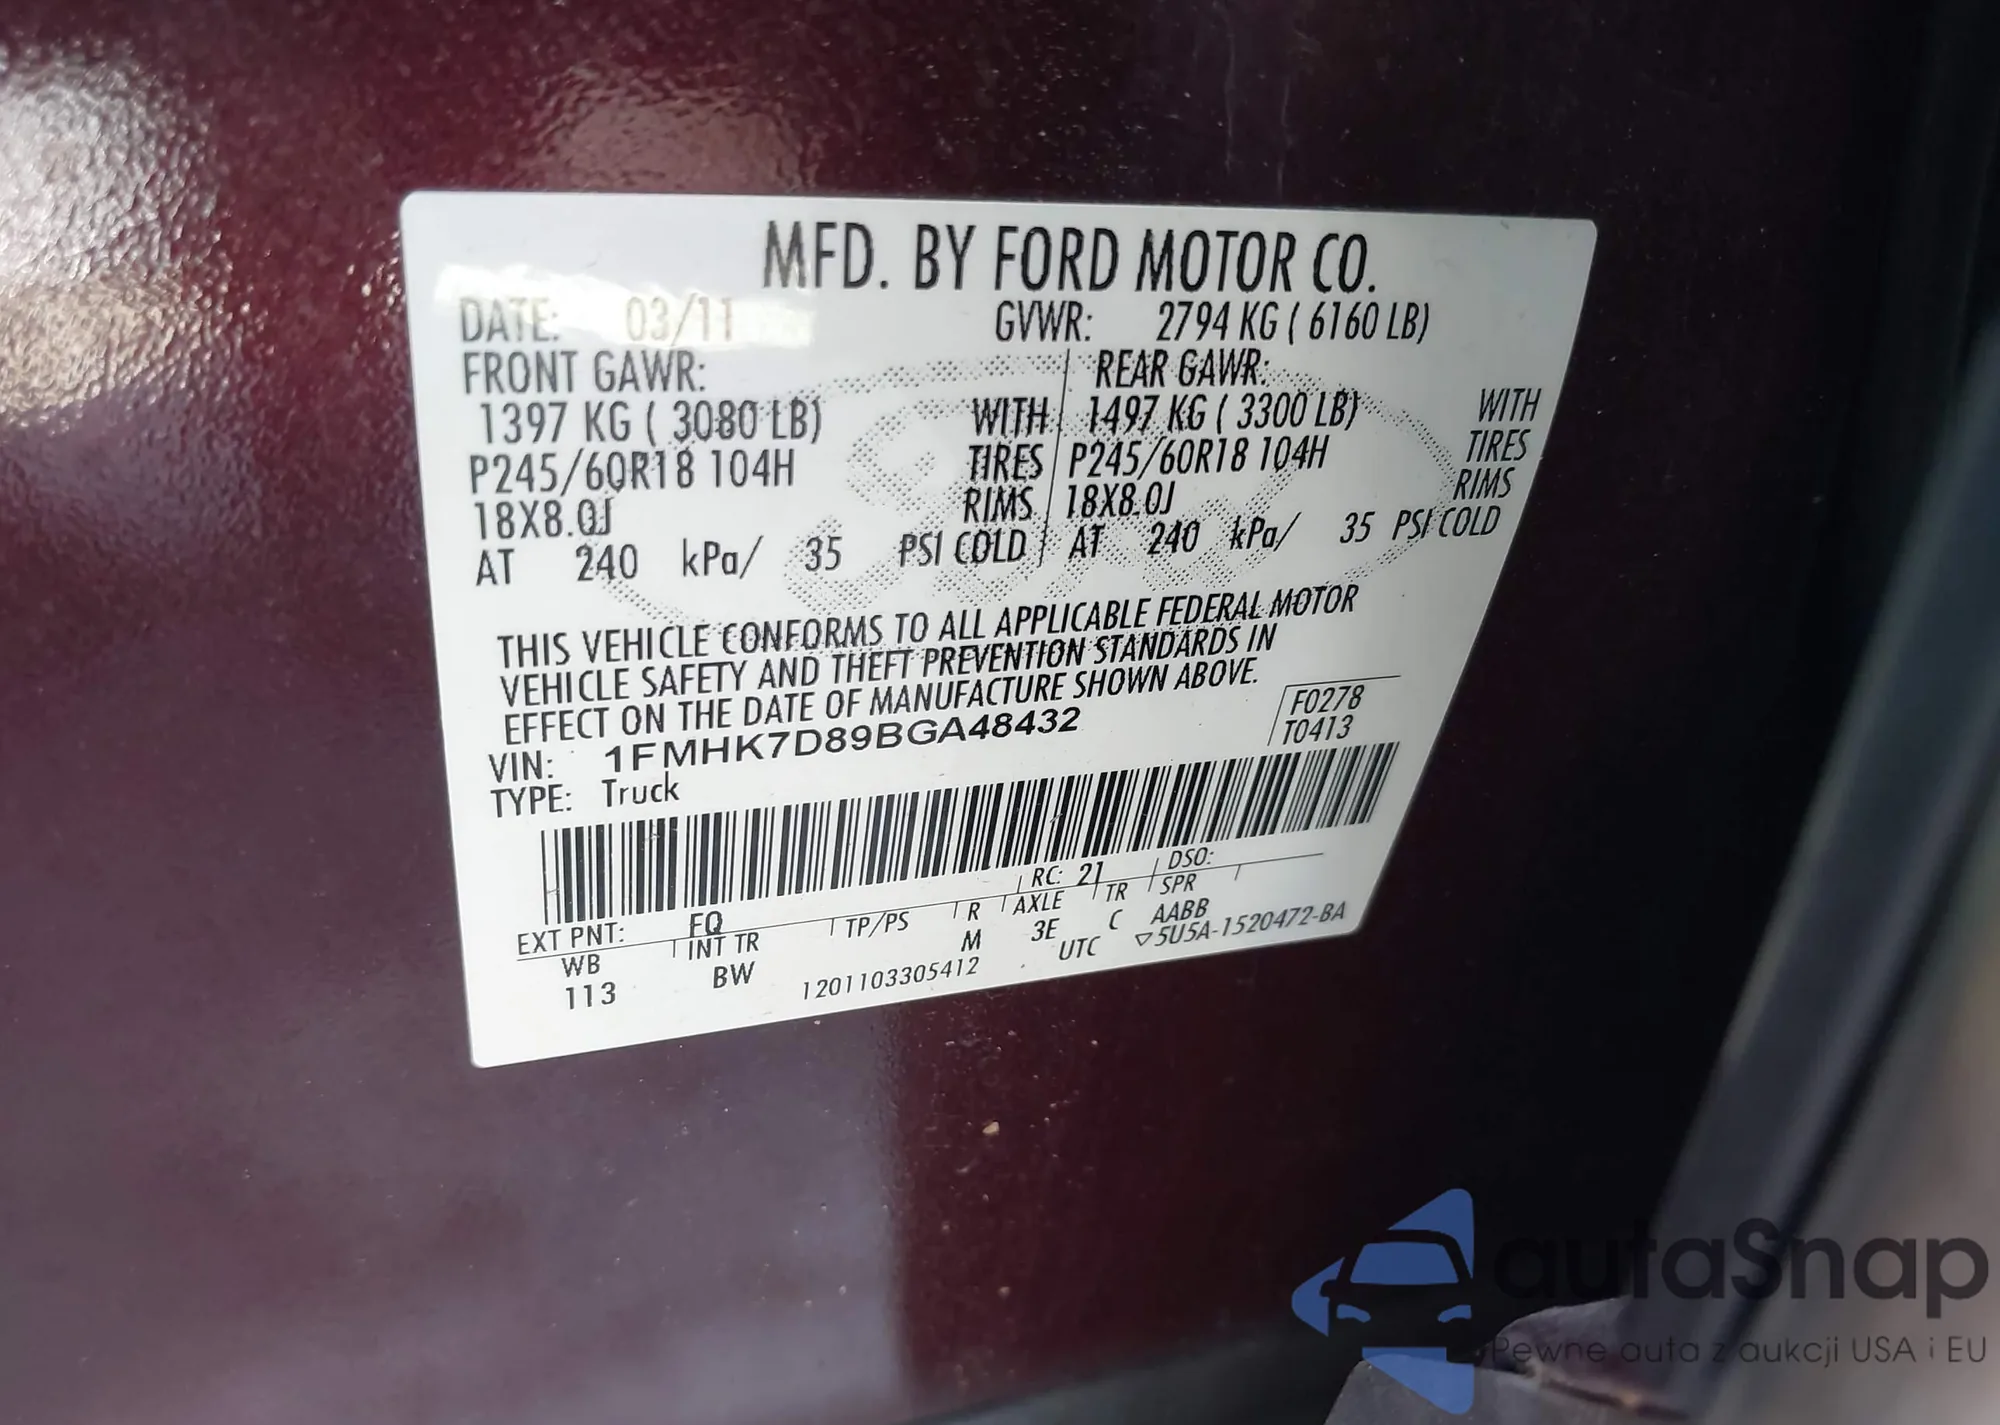 MFD. BY FORD MOTOR CO.
DATE: 03/11 GVWR: 2794 KG ( 6160 LB)
FRONT GAWR: REAR GAWR:
1397 KG ( 3080 LB) WITH 1497 KG ( 3300 LB) WITH
P245/60R18 104H TIRES P245/60R18 104H TIRES
18X8.0J RIMS 18X8.0J RIMS
AT 240 kPa/ 35 PSI COLD AT 240 kPa/ 35 PSI COLD
THIS VEHICLE CONFORMS TO ALL APPLICABLE FEDERAL MOTOR
VEHICLE SAFETY AND THEFT PREVENTION STANDARDS IN
EFFECT ON THE DATE OF MANUFACTURE SHOWN ABOVE.
F0278
VIN: 1FMHK7D89BGA48432 T0413
TYPE: Truck
RC: 21 DSO:
EXT PNT: FQ
WB INT TR TP/PS R AXLE TR SPR
113 BW M 3E C AABB
1201103305412 UTC ▽5U5A-1520472-BA
autaSnap
Pewne auta z aukcji USA i EU